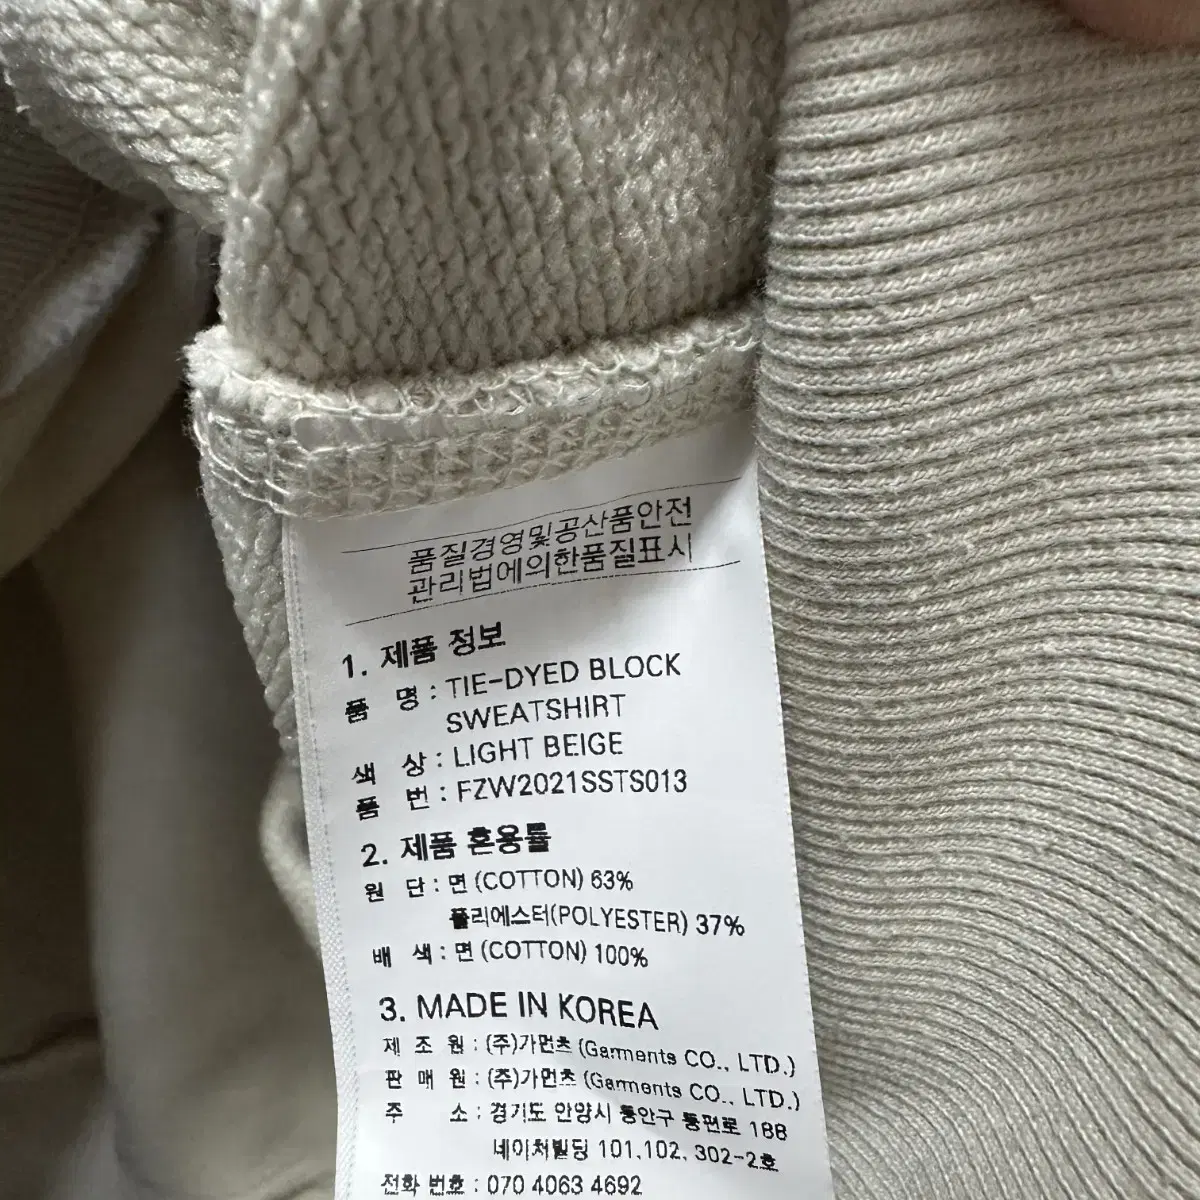 품질경영및공산품안전
관리법에의한품질표시
1. 제품 정보
품 명 : TIE-DYED BLOCK
SWEATSHIRT
색 상 : LIGHT BEIGE
품 번 : FZW2021SSTS013
2. 제품 혼용률
원 단 : 면 (COTTON) 63%
폴리에스터(POLYESTER) 37%
배 색 : 면 (COTTON) 100%
3. MADE IN KOREA
제 조 원 : (주)가먼츠 (Garments CO., LTD.)
판 매 원 : (주)가먼츠 (Garments CO., LTD.)
주 소 : 경기도 안양시 동안구 동편로 188
네이처빌딩 101,102, 302-2호
전화 번호 : 070 4063 4692